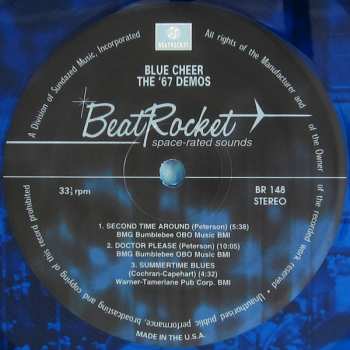 BEATROCKET
A Division of Sundazed Music, Incorporated
All rights of the Manufacturer and of the Owner of the recorded work reserved • Unauthorised public performance, broadcasting and copying of this record prohibited
BLUE CHEER
THE '67 DEMOS
BeatRocket
space-rated sounds
33⅓ rpm
BR 148
STEREO
1. SECOND TIME AROUND (Peterson) (5:38)
BMG Bumblebee OBO Music BMI
2. DOCTOR PLEASE (Peterson) (10:05)
BMG Bumblebee OBO Music BMI
3. SUMMERTIME BLUES
(Cochran-Capehart) (4:32)
Warner-Tamerlane Pub Corp. BMI
MADE IN THE U.S.A.